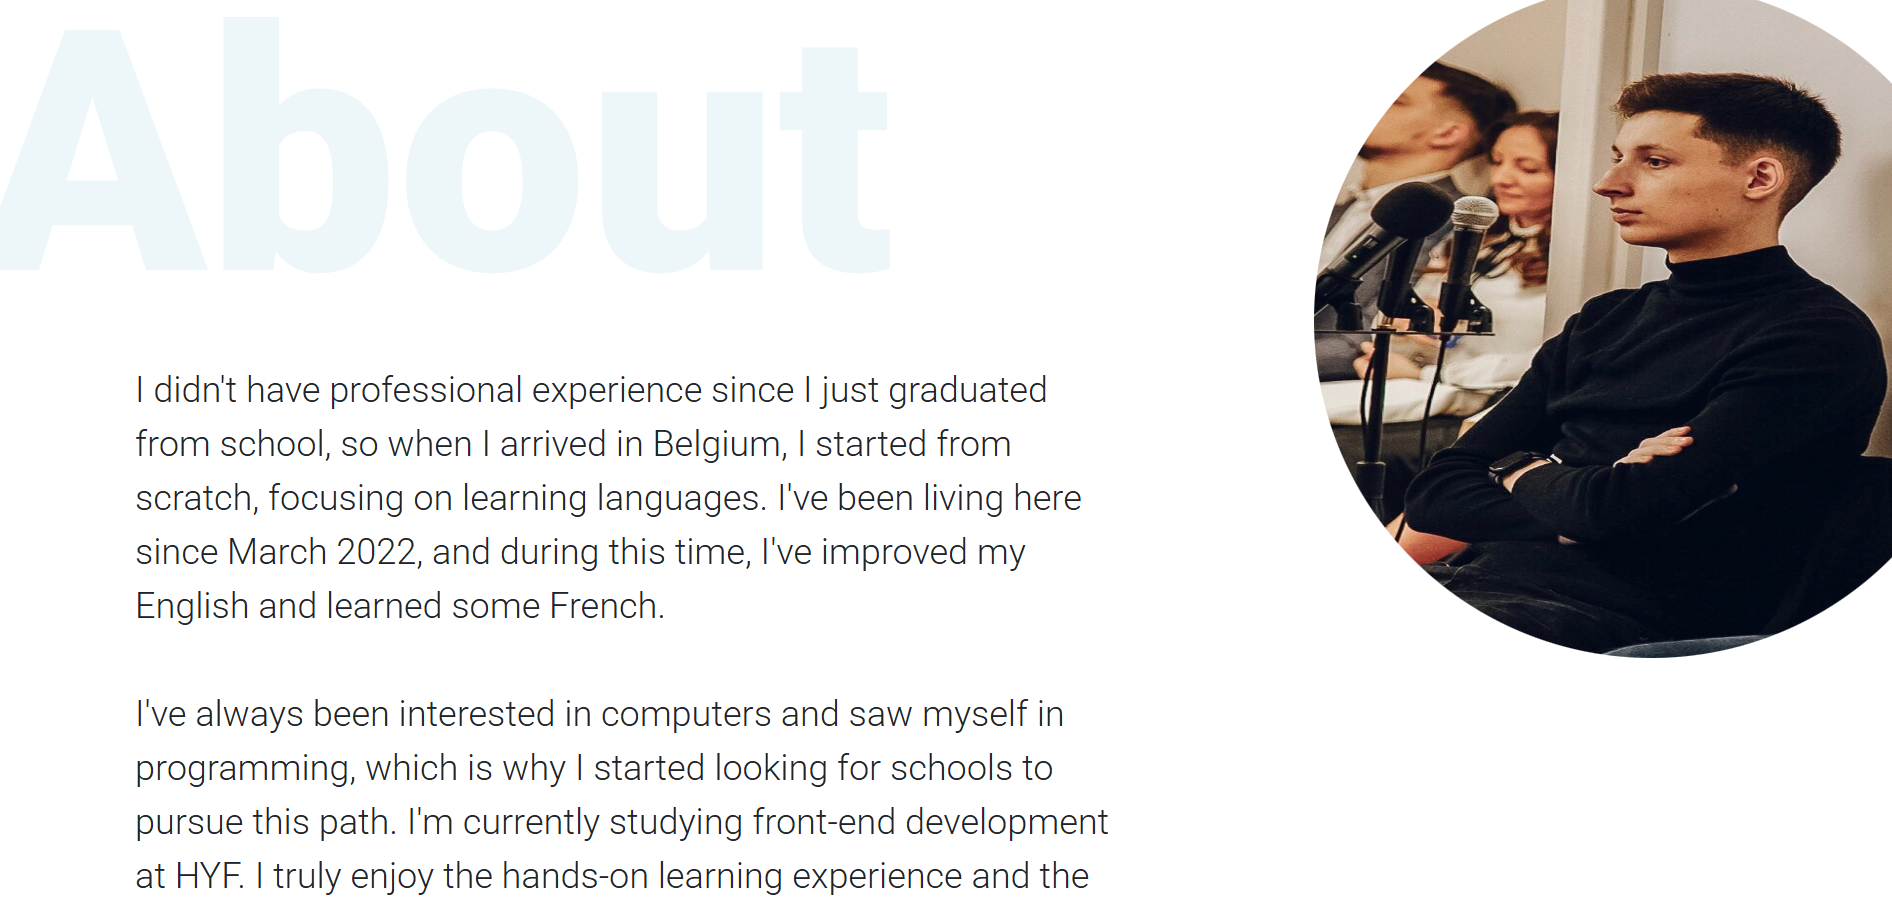 About
I didn't have professional experience since I just graduated
from school, so when I arrived in Belgium, I started from
scratch, focusing on learning languages. I've been living here
since March 2022, and during this time, I've improved my
English and learned some French.
I've always been interested in computers and saw myself in
programming, which is why I started looking for schools to
pursue this path. I'm currently studying front-end development
at HYF. I truly enjoy the hands-on learning experience and the